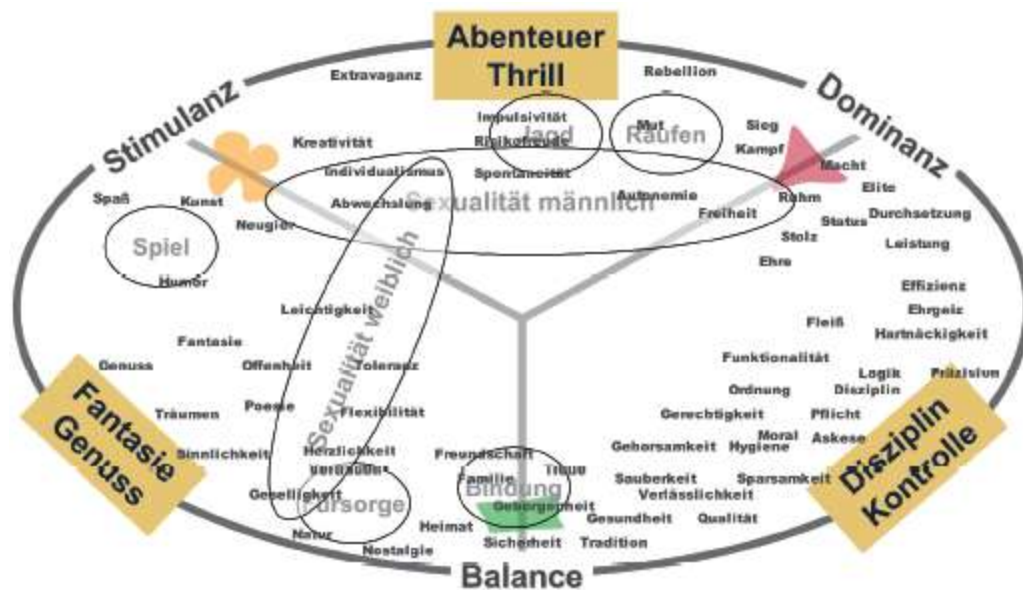 Abenteuer
Thrill
Stimulanz
Dominanz
Extravaganz
Rebellion
Impulsivität
Jagd
Risikofreude
Mut
Raufen
Sieg
Kampf
Kreativität
Macht
Individualismus
Spontaneität
Elite
Spaß
Kunst
Abwechslung
Sexualität männlich
Autonomie
Ruhm
Freiheit
Status
Durchsetzung
Neugier
Stolz
Leistung
Spiel
Ehre
Humor
Sexualität weiblich
Effizienz
Leichtigkeit
Ehrgeiz
Fleiß
Hartnäckigkeit
Fantasie
Genuss
Offenheit
Toleranz
Funktionalität
Logik
Präzision
Ordnung
Disziplin
Träumen
Poesie
Flexibilität
Gerechtigkeit
Pflicht
Moral
Askese
Fantasie
Genuss
Disziplin
Kontrolle
Sinnlichkeit
Herzlichkeit
Freundschaft
Gehorsamkeit
Hygiene
Vertrauen
Familie
Treue
Bindung
Sauberkeit
Sparsamkeit
Geselligkeit
Fürsorge
Geborgenheit
Verlässlichkeit
Heimat
Gesundheit
Qualität
Natur
Nostalgie
Sicherheit
Tradition
Balance